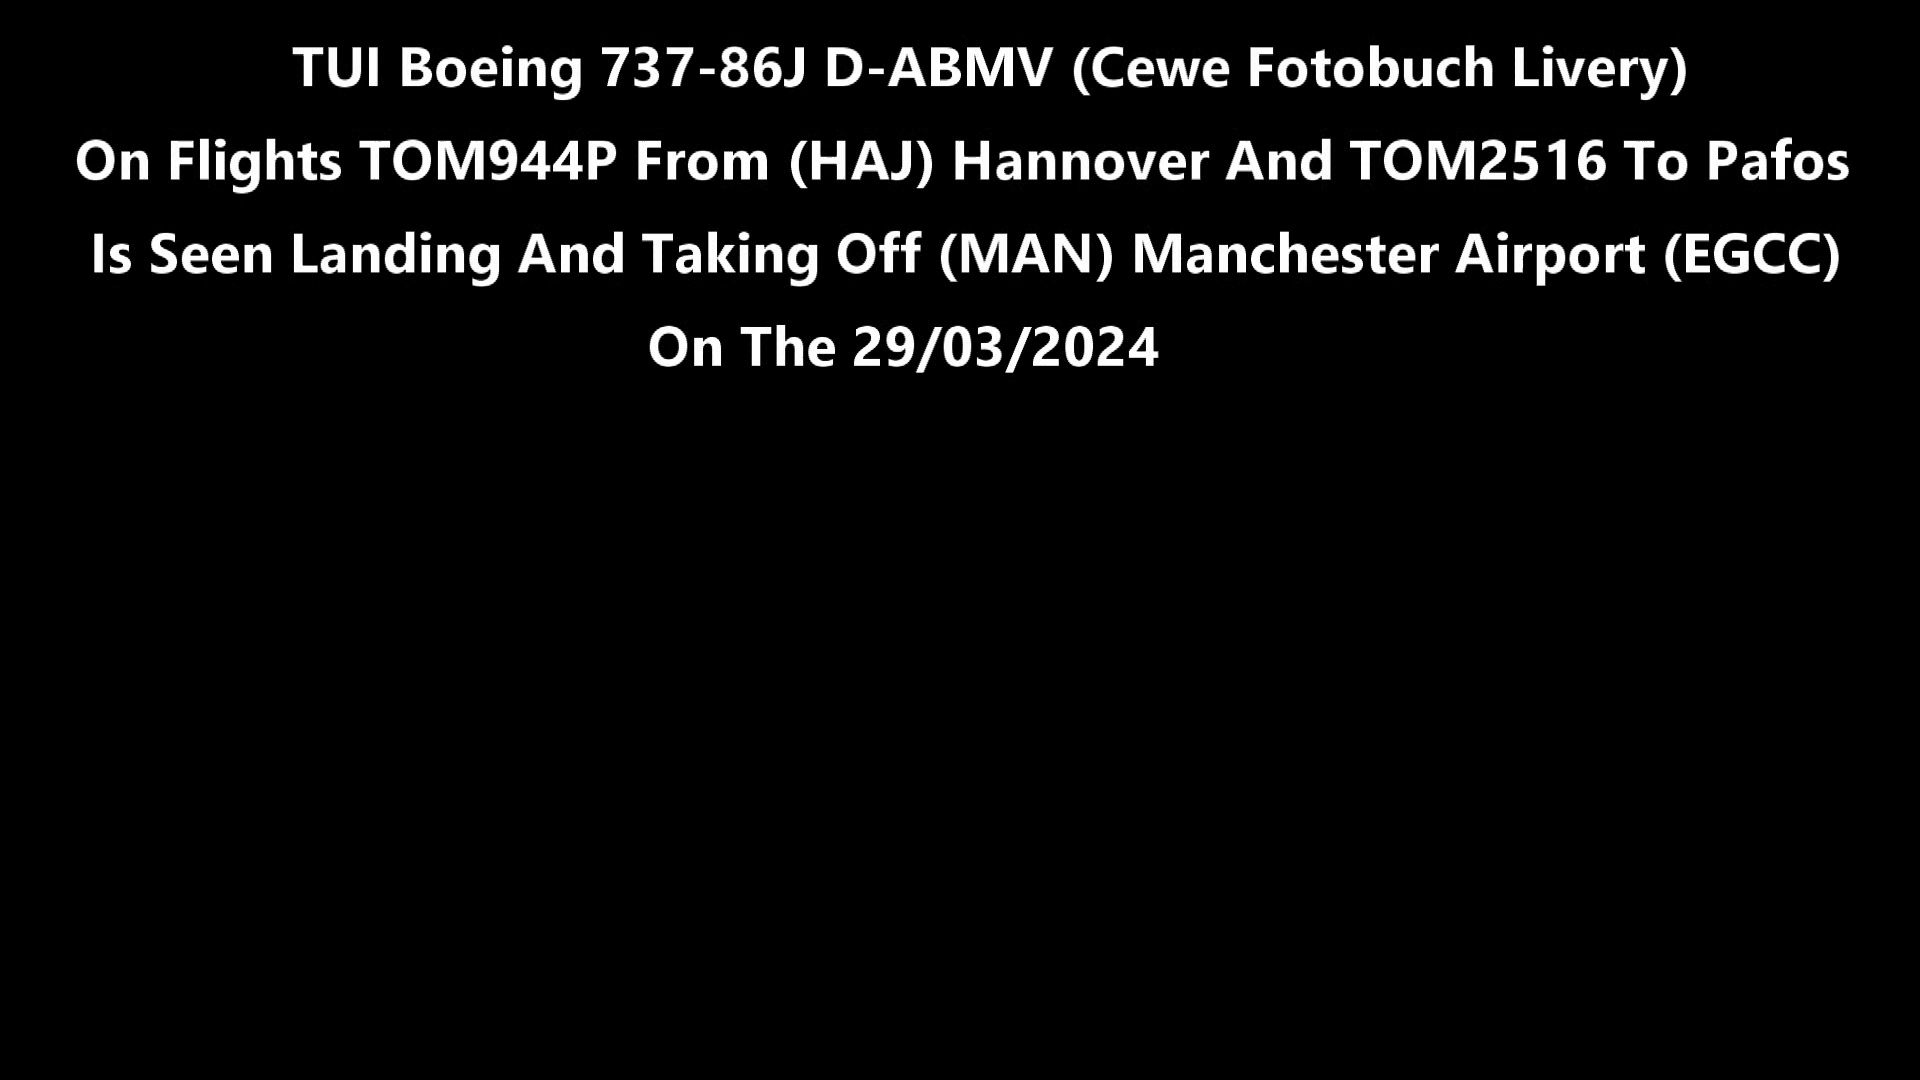 TUI Boeing 737-86J D-ABMV (Cewe Fotobuch Livery)
On Flights TOM944P From (HAJ) Hannover And TOM2516 To Pafos
Is Seen Landing And Taking Off (MAN) Manchester Airport (EGCC)
On The 29/03/2024